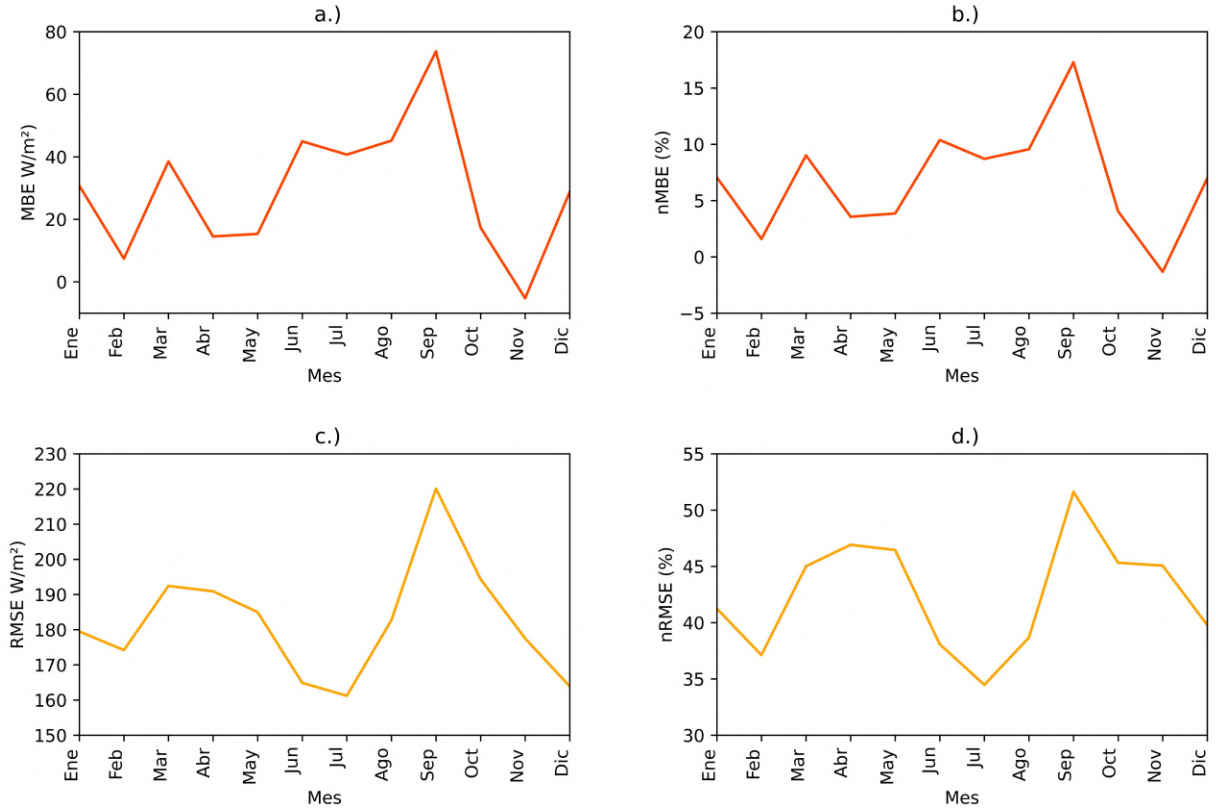 a.)
MBE W/m²
80
60
40
20
0
Ene Feb Mar Abr May Jun Jul Ago Sep Oct Nov Dic
Mes
b.)
nMBE (%)
20
15
10
5
0
−5
Ene Feb Mar Abr May Jun Jul Ago Sep Oct Nov Dic
Mes
c.)
RMSE W/m²
230
220
210
200
190
180
170
160
150
Ene Feb Mar Abr May Jun Jul Ago Sep Oct Nov Dic
Mes
d.)
nRMSE (%)
55
50
45
40
35
30
Ene Feb Mar Abr May Jun Jul Ago Sep Oct Nov Dic
Mes